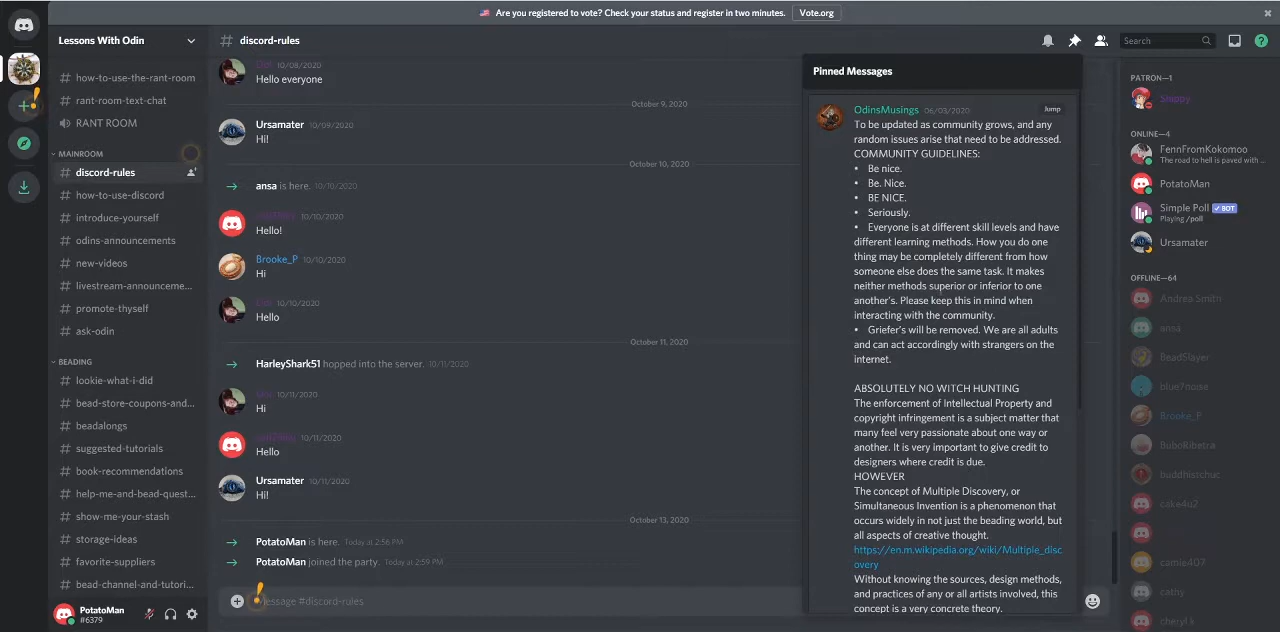 Are you registered to vote? Check your status and register in two minutes.
Vote.org
Lessons With Odin
how-to-use-the-rant-room
rant-room-text-chat
RANT ROOM
MAINROOM
discord-rules
how-to-use-discord
introduce-yourself
odins-announcements
new-videos
livestream-announceme...
promote-thyself
ask-odin
BEADING
lookie-what-i-did
bead-store-coupons-and...
beadalongs
suggested-tutorials
book-recommendations
help-me-and-bead-quest...
show-me-your-stash
storage-ideas
favorite-suppliers
bead-channel-and-tutori...
PotatoMan
#6379
# discord-rules
Search
10/08/2020
Hello everyone
October 9, 2020
Ursamater 10/09/2020
Hi!
October 10, 2020
ansa is here. 10/10/2020
10/10/2020
Hello!
Brooke_P 10/10/2020
Hi
10/10/2020
Hello
October 11, 2020
HarleyShark51 hopped into the server. 10/11/2020
10/11/2020
Hi
10/11/2020
Hello
Ursamater 10/11/2020
Hi!
October 13, 2020
PotatoMan is here. Today at 2:56 PM
PotatoMan joined the party. Today at 2:59 PM
Message #discord-rules
Pinned Messages
OdinsMusings 06/03/2020
Jump
To be updated as community grows, and any
random issues arise that need to be addressed.
COMMUNITY GUIDELINES:
• Be nice.
• Be. Nice.
• BE NICE.
• Seriously.
• Everyone is at different skill levels and have
different learning methods. How you do one
thing may be completely different from how
someone else does the same task. It makes
neither methods superior or inferior to one
another's. Please keep this in mind when
interacting with the community.
• Griefer's will be removed. We are all adults
and can act accordingly with strangers on the
internet.
ABSOLUTELY NO WITCH HUNTING
The enforcement of Intellectual Property and
copyright infringement is a subject matter that
many feel very passionate about one way or
another. It is very important to give credit to
designers where credit is due.
HOWEVER
The concept of Multiple Discovery, or
Simultaneous Invention is a phenomenon that
occurs widely in not just the beading world, but
all aspects of creative thought.
https://en.m.wikipedia.org/wiki/Multiple_disc
overy
Without knowing the sources, design methods,
and practices of any or all artists involved, this
concept is a very concrete theory.
PATRON—1
Shippy
ONLINE—4
FennFromKokomoo
The road to hell is paved with ...
PotatoMan
Simple Poll BOT
Playing /poll
Ursamater
OFFLINE—64
Andrea Smith
ansa
BeadSlayer
blue7noise
Brooke_P
BuboRibetra
buddhisschuc
cake4u2
camie407
cathy
cheryl k